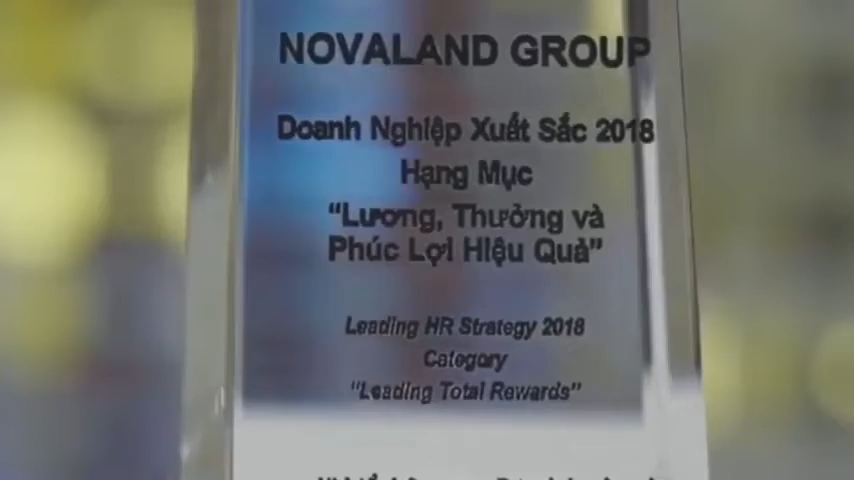 NOVALAND GROUP
Doanh Nghiệp Xuất Sắc 2018
Hạng Mục
“Lương, Thưởng và
Phúc Lợi Hiệu Quả”
Leading HR Strategy 2018
Category
“Leading Total Rewards”